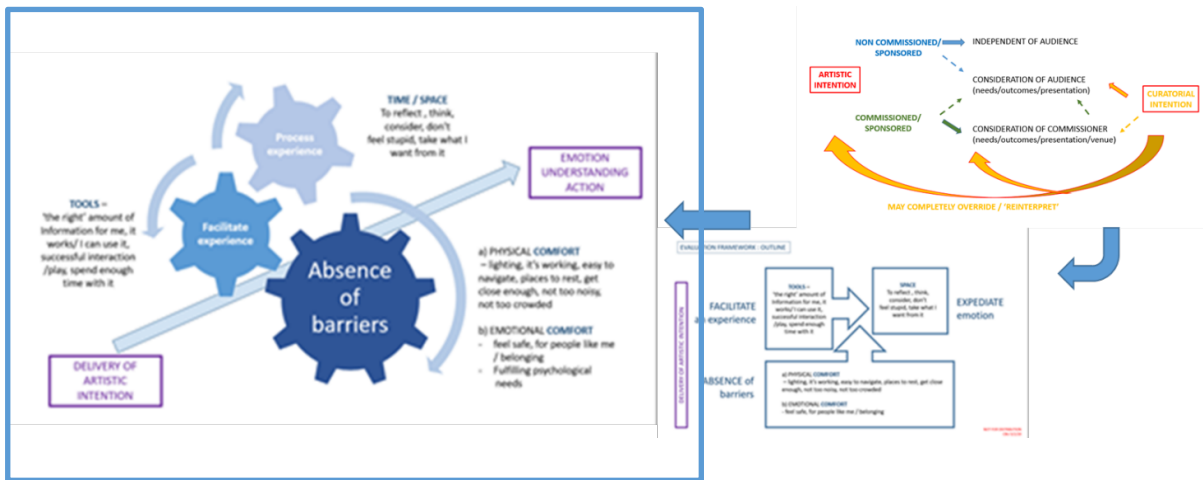 Process
experience
TIME / SPACE
To reflect , think,
consider, don't
feel stupid, take what I
want from it
EMOTION
UNDERSTANDING
ACTION
TOOLS –
'the right' amount of
Information for me, it
works/ I can use it,
successful interaction
/play, spend enough
time with it
Facilitate
experience
Absence
of
barriers
a) PHYSICAL COMFORT
– lighting, it's working, easy to
navigate, places to rest, get
close enough, not too noisy,
not too crowded
b) EMOTIONAL COMFORT
- feel safe, for people like me
/ belonging
- Fulfilling psychological
needs
DELIVERY OF
ARTISTIC
INTENTION
NON COMMISSIONED/
SPONSORED
INDEPENDENT OF AUDIENCE
ARTISTIC
INTENTION
CONSIDERATION OF AUDIENCE
(needs/outcomes/presentation)
CURATORIAL
INTENTION
COMMISSIONED/
SPONSORED
CONSIDERATION OF COMMISSIONER
(needs/outcomes/presentation/venue)
MAY COMPLETELY OVERRIDE / 'REINTERPRET'
EVALUATION FRAMEWORK - OUTLINE
DELIVERY OF ARTISTIC INTENTION
FACILITATE
an experience
TOOLS –
'the right' amount of
Information for me, it
works/ I can use it,
successful interaction
/play, spend enough
time with it
SPACE
To reflect , think,
consider, don't
feel stupid, take what I
want from it
EXPEDIATE
emotion
ABSENCE of
barriers
a) PHYSICAL COMFORT
– lighting, it's working, easy to navigate, places to rest, get close
enough, not too noisy, not too crowded
b) EMOTIONAL COMFORT
- feel safe, for people like me / belonging